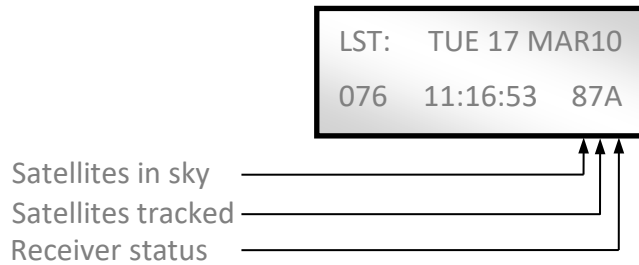 LST: TUE 17 MAR10
076 11:16:53 87A
Satellites in sky
Satellites tracked
Receiver status